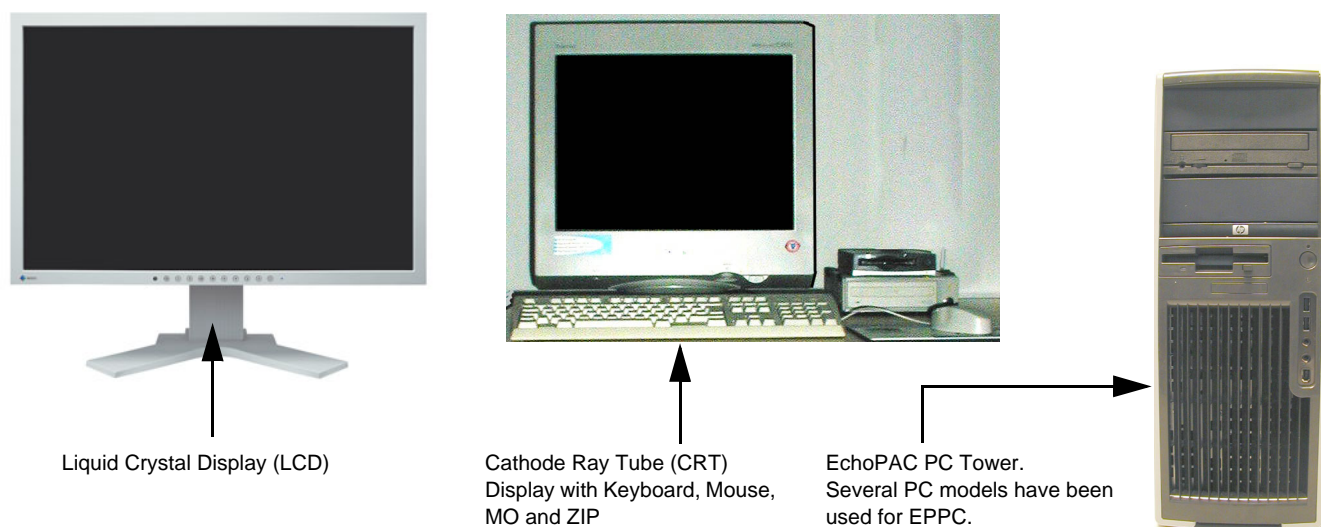 Liquid Crystal Display (LCD)
Cathode Ray Tube (CRT)
Display with Keyboard, Mouse,
MO and ZIP
EchoPAC PC Tower.
Several PC models have been
used for EPPC.
hp